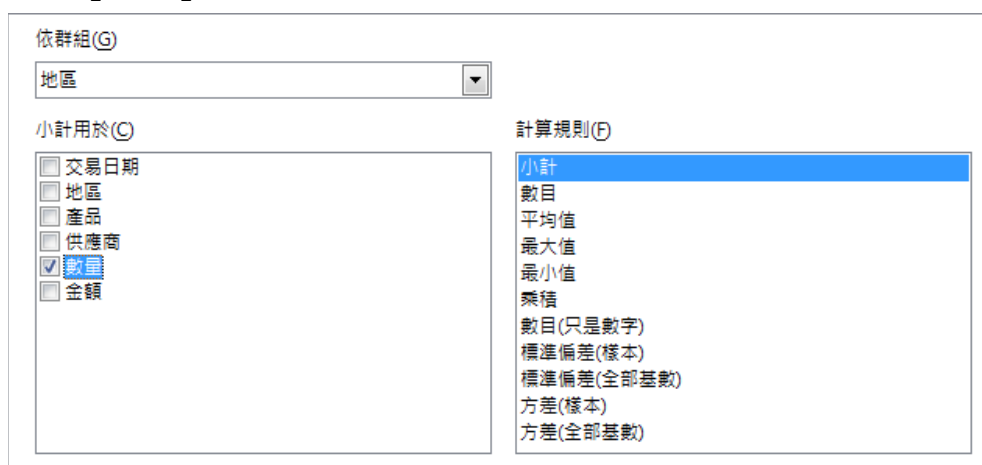 依群組(G)
地區
小計用於(C)
交易日期
地區
產品
供應商
數量
金額
計算規則(F)
小計
數目
平均值
最大值
最小值
乘積
數目(只是數字)
標準偏差(樣本)
標準偏差(全部基數)
方差(樣本)
方差(全部基數)